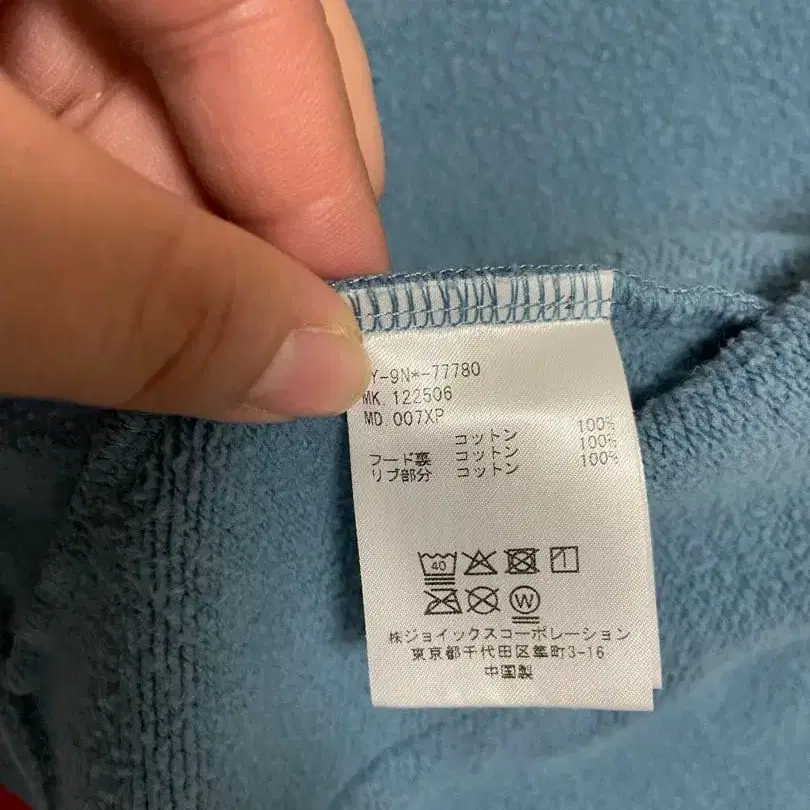 Y-9N*-77780
MK. 122506
MD. 007XP
コットン 100%
フード裏 コットン 100%
リブ部分 コットン 100%
40
W
株ジョイックスコーポレーション
東京都千代田区隼町3-16
中国製